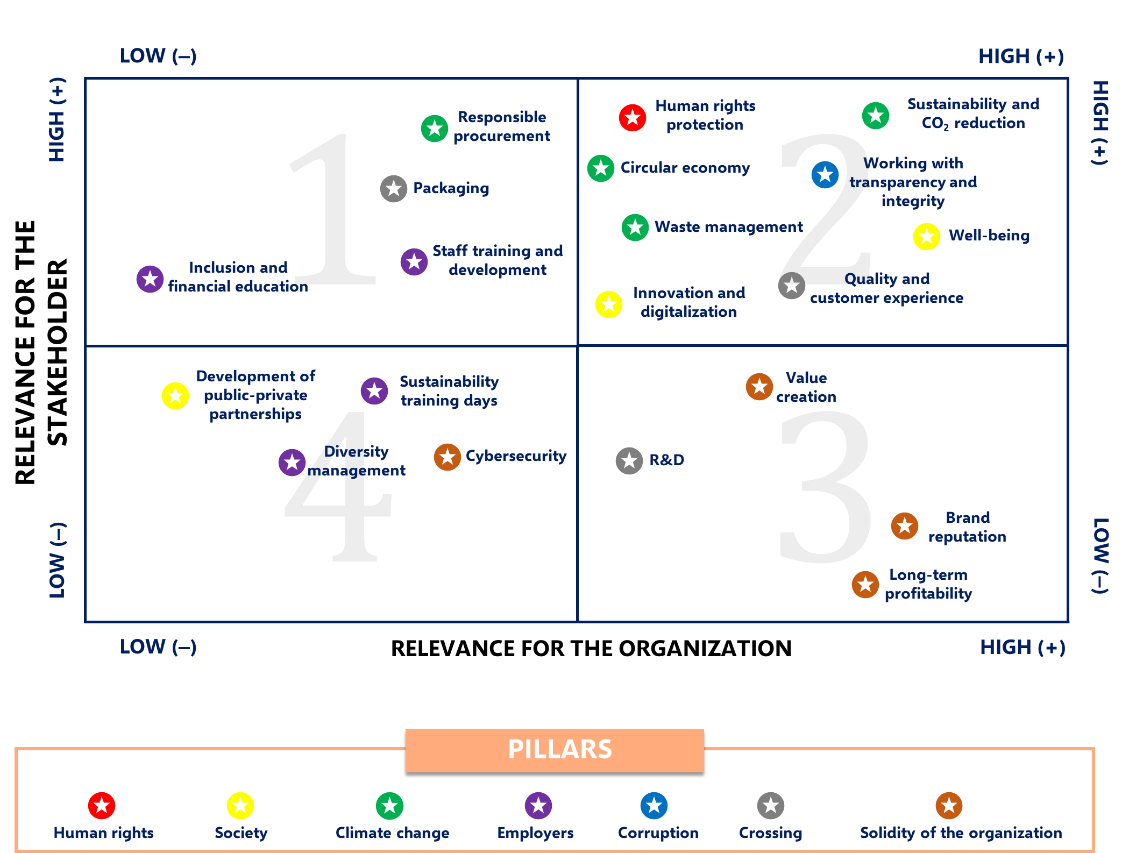 LOW (–)
HIGH (+)
HIGH (+)
HIGH (+)
RELEVANCE FOR THE
STAKEHOLDER
LOW (–)
LOW (–)
1
Responsible
procurement
Packaging
Staff training and
development
Inclusion and
financial education
2
Human rights
protection
Sustainability and
CO₂ reduction
Circular economy
Working with
transparency and
integrity
Waste management
Well-being
Quality and
customer experience
Innovation and
digitalization
4
Development of
public-private
partnerships
Sustainability
training days
Diversity
management
Cybersecurity
3
Value
creation
R&D
Brand
reputation
Long-term
profitability
LOW (–)
RELEVANCE FOR THE ORGANIZATION
HIGH (+)
PILLARS
Human rights
Society
Climate change
Employers
Corruption
Crossing
Solidity of the organization